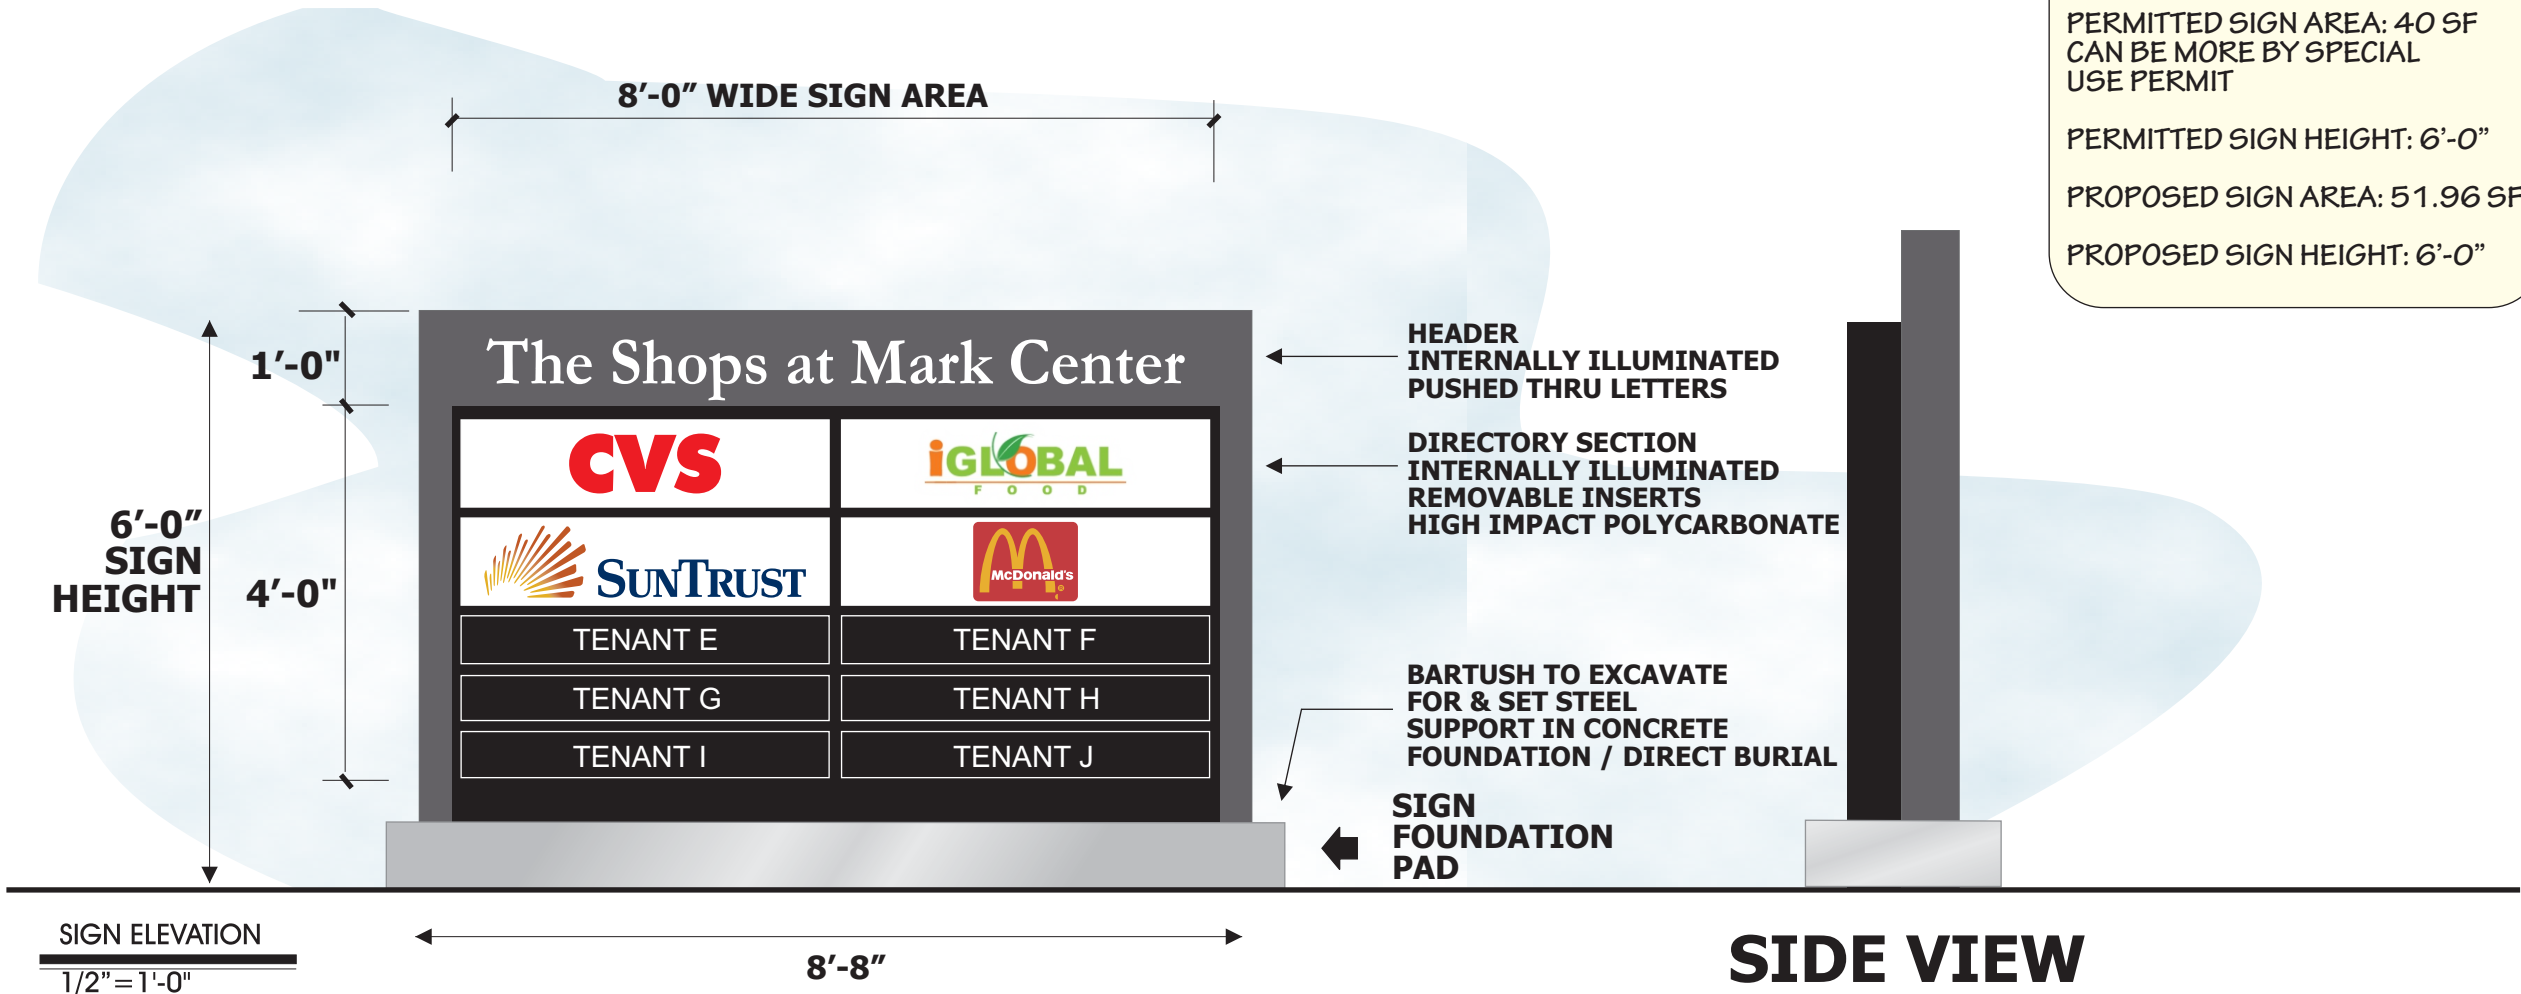 PERMITTED SIGN AREA: 40 SF
CAN BE MORE BY SPECIAL
USE PERMIT
PERMITTED SIGN HEIGHT: 6'-0"
PROPOSED SIGN AREA: 51.96 SF
PROPOSED SIGN HEIGHT: 6'-0"
8'-0" WIDE SIGN AREA
1'-0"
6'-0"
SIGN
HEIGHT
4'-0"
The Shops at Mark Center
CVS
iGLOBAL
FOOD
SUNTRUST
McDonald's
®
TENANT E
TENANT F
TENANT G
TENANT H
TENANT I
TENANT J
HEADER
INTERNALLY ILLUMINATED
PUSHED THRU LETTERS
DIRECTORY SECTION
INTERNALLY ILLUMINATED
REMOVABLE INSERTS
HIGH IMPACT POLYCARBONATE
BARTUSH TO EXCAVATE
FOR & SET STEEL
SUPPORT IN CONCRETE
FOUNDATION / DIRECT BURIAL
SIGN
FOUNDATION
PAD
SIGN ELEVATION
1/2"=1'-0"
8'-8"
SIDE VIEW